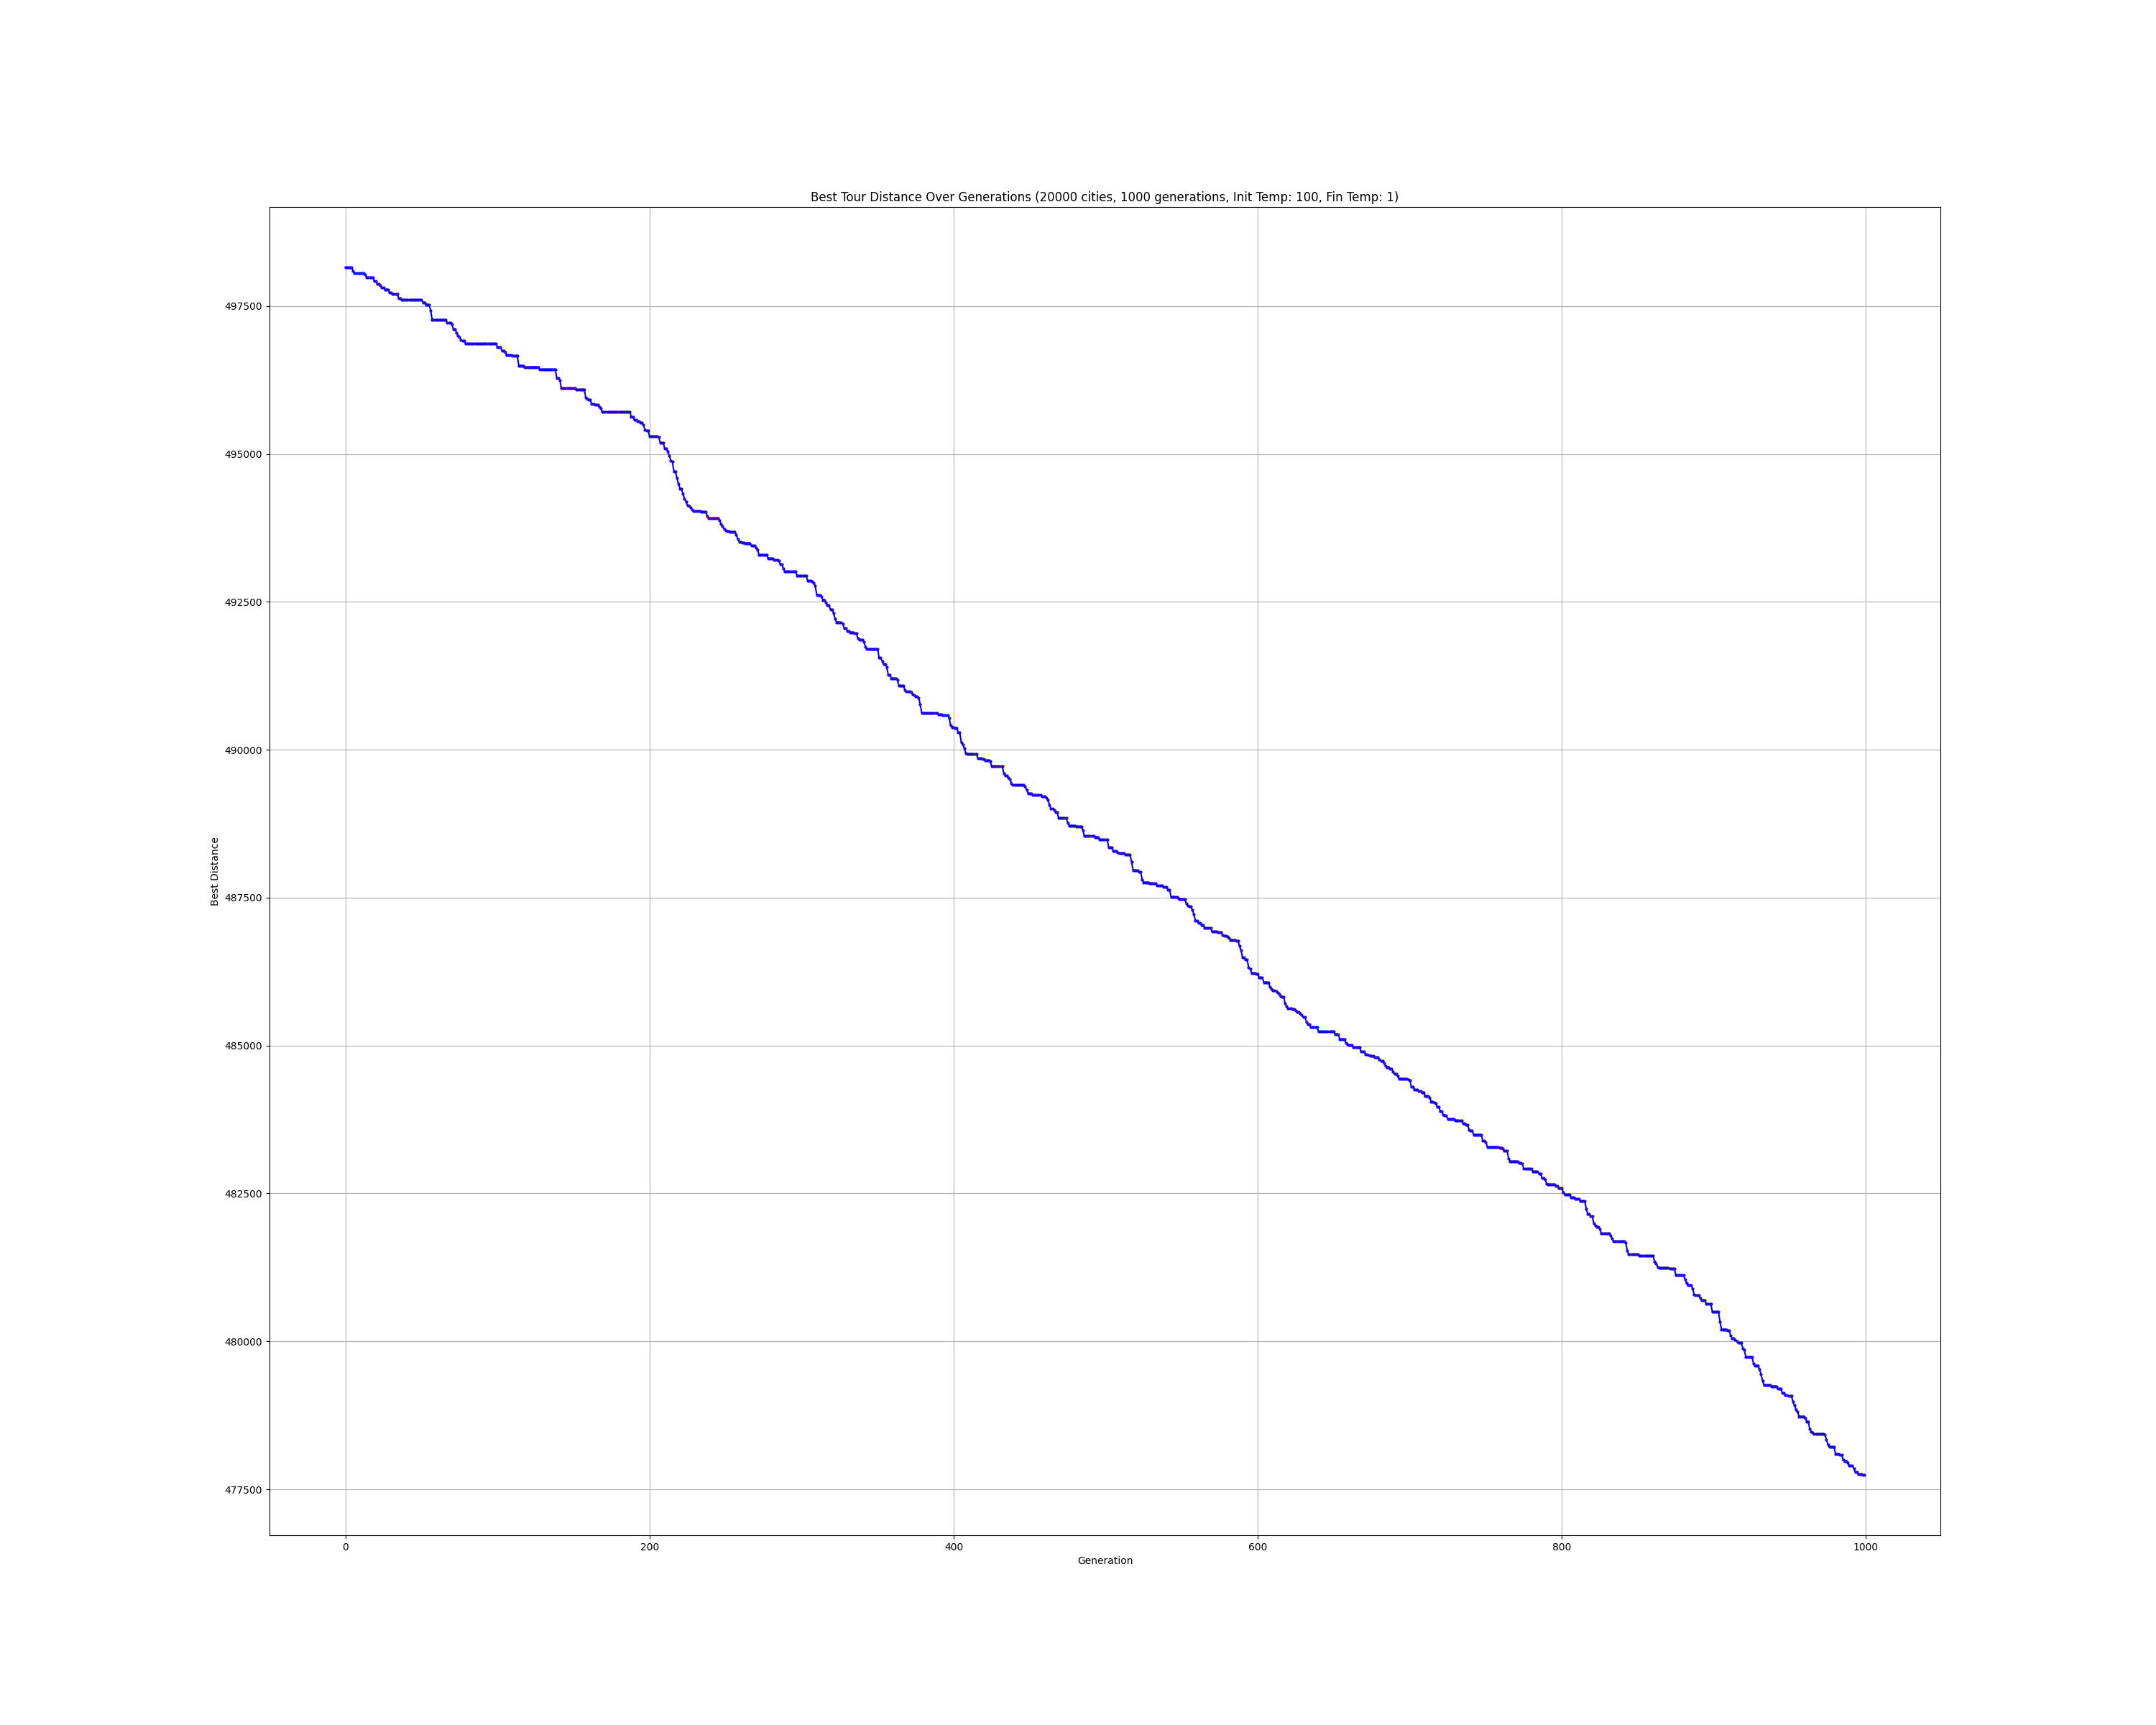 Best Tour Distance Over Generations (20000 cities, 1000 generations, Init Temp: 100, Fin Temp: 1)
497500
495000
492500
490000
487500
485000
482500
480000
477500
Best Distance
0 200 400 600 800 1000
Generation